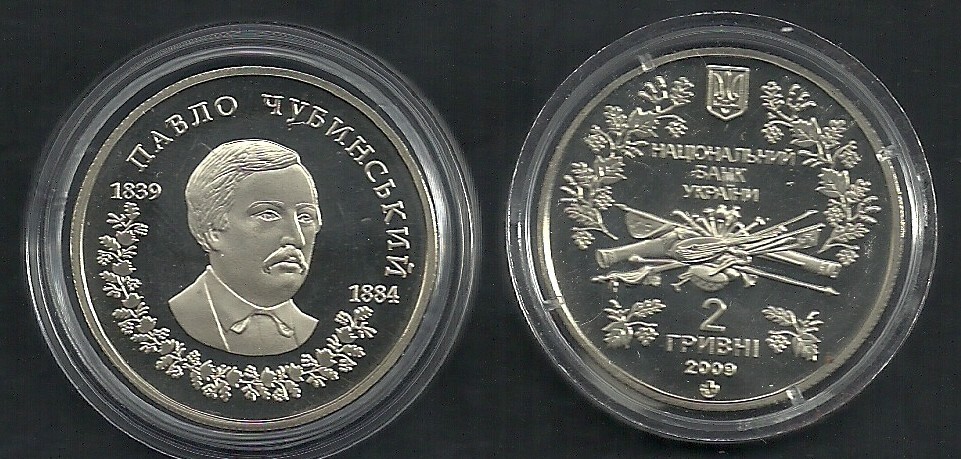 ПАВЛО ЧУБИНСЬКИЙ
1839
1884
НАЦІОНАЛЬНИЙ
БАНК
УКРАЇНИ
2
ГРИВНІ
2009